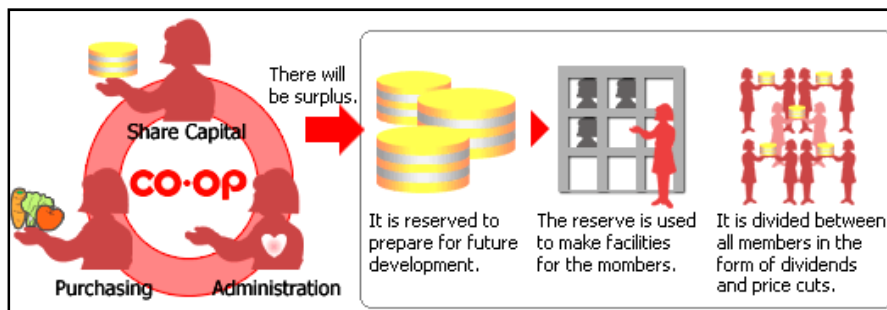 There will
be surplus.
Share Capital
co·op
Purchasing
Administration
It is reserved to
prepare for future
development.
The reserve is used
to make facilities
for the mombers.
It is divided between
all members in the
form of dividends
and price cuts.